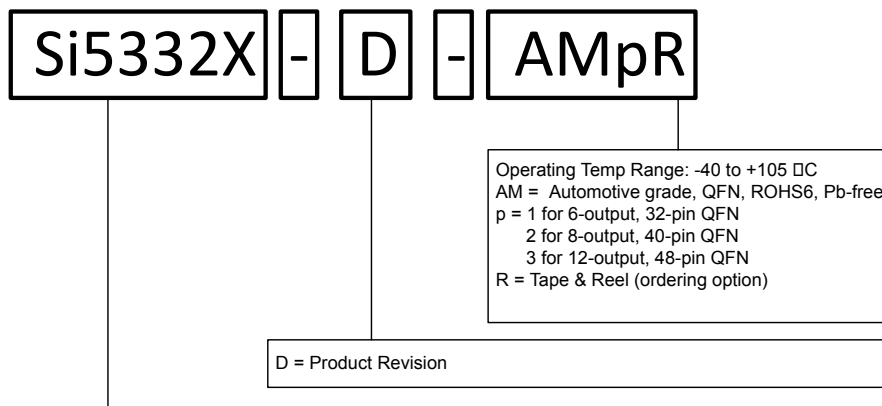 Si5332X - D - AMpR
Operating Temp Range: -40 to +105 □C
AM = Automotive grade, QFN, ROHS6, Pb-free
p = 1 for 6-output, 32-pin QFN
2 for 8-output, 40-pin QFN
3 for 12-output, 48-pin QFN
R = Tape & Reel (ordering option)
D = Product Revision